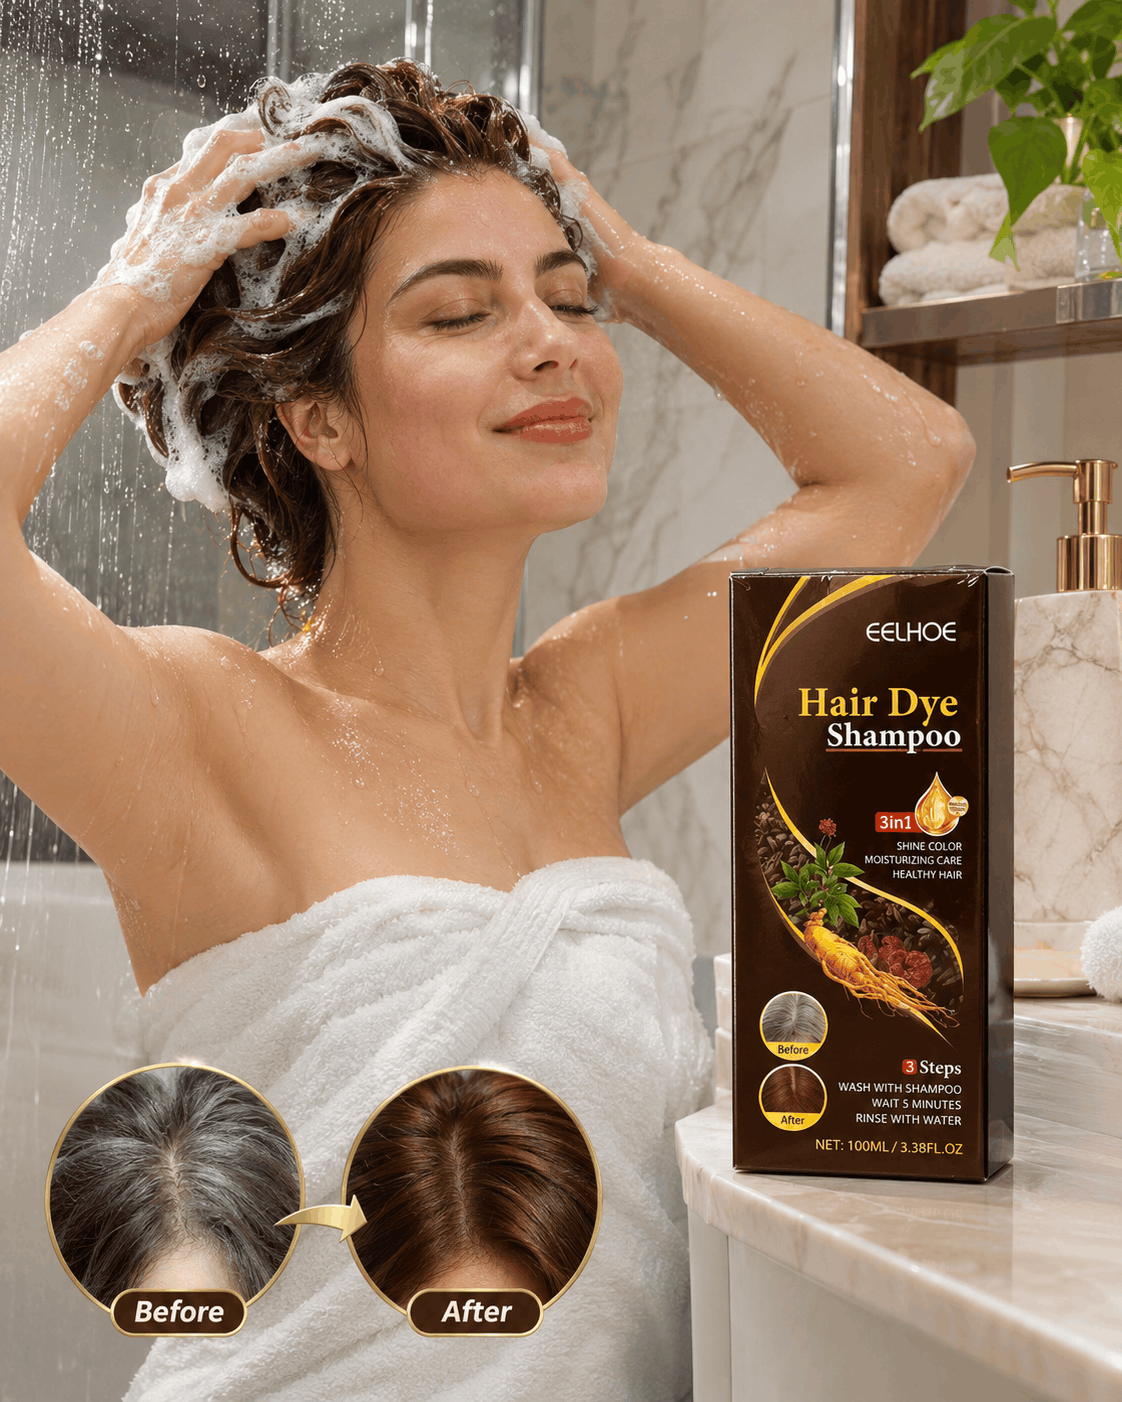 EELHOE
Hair Dye
Shampoo
3in1
SHINE COLOR
MOISTURIZING CARE
HEALTHY HAIR
Before
After
3 Steps
WASH WITH SHAMPOO
WAIT 5 MINUTES
RINSE WITH WATER
NET: 100ML / 3.38FL.OZ
Before
After